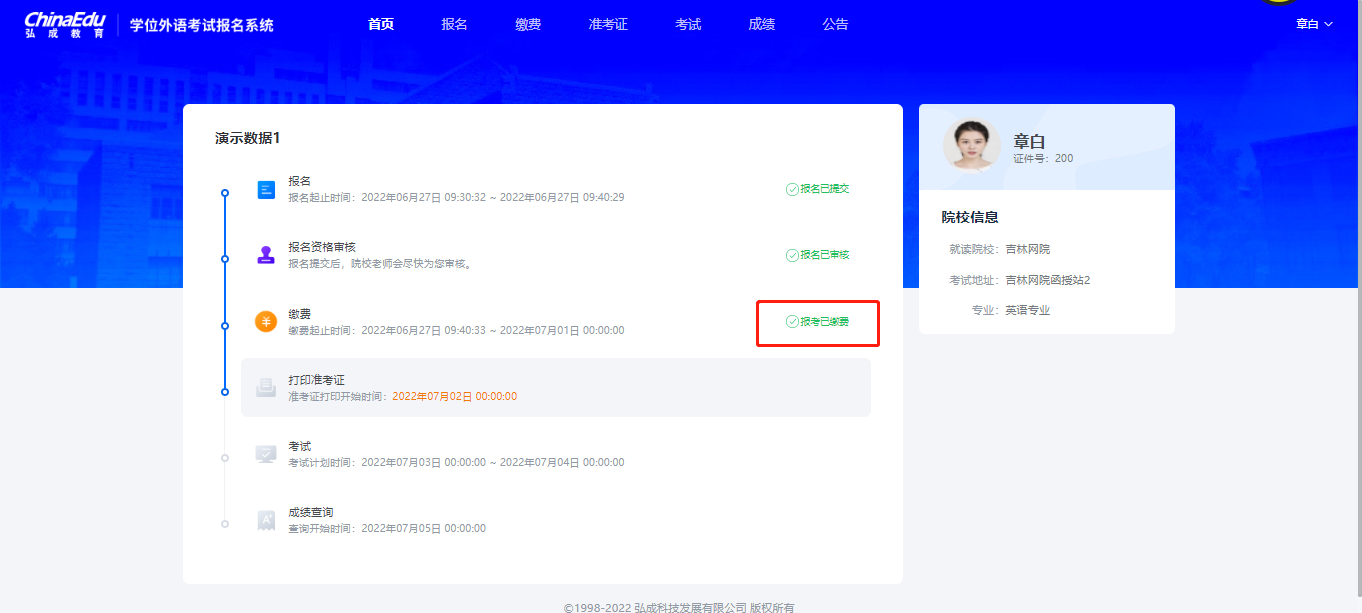 ChinaEdu
弘成教育
学位外语考试报名系统
首页 报名 缴费 准考证 考试 成绩 公告
章白
演示数据1
报名
报名起止时间：2022年06月27日 09:30:32 ~ 2022年06月27日 09:40:29
报名已提交
报名资格审核
报名提交后，院校老师会尽快为您审核。
报名已审核
缴费
缴费起止时间：2022年06月27日 09:40:33 ~ 2022年07月01日 00:00:00
报考已缴费
打印准考证
准考证打印开始时间：2022年07月02日 00:00:00
考试
考试计划时间：2022年07月03日 00:00:00 ~ 2022年07月04日 00:00:00
成绩查询
查询开始时间：2022年07月05日 00:00:00
章白
证件号：200
院校信息
就读院校：吉林网院
考试地址：吉林网院函授站2
专业：英语专业
©1998-2022 弘成科技发展有限公司 版权所有